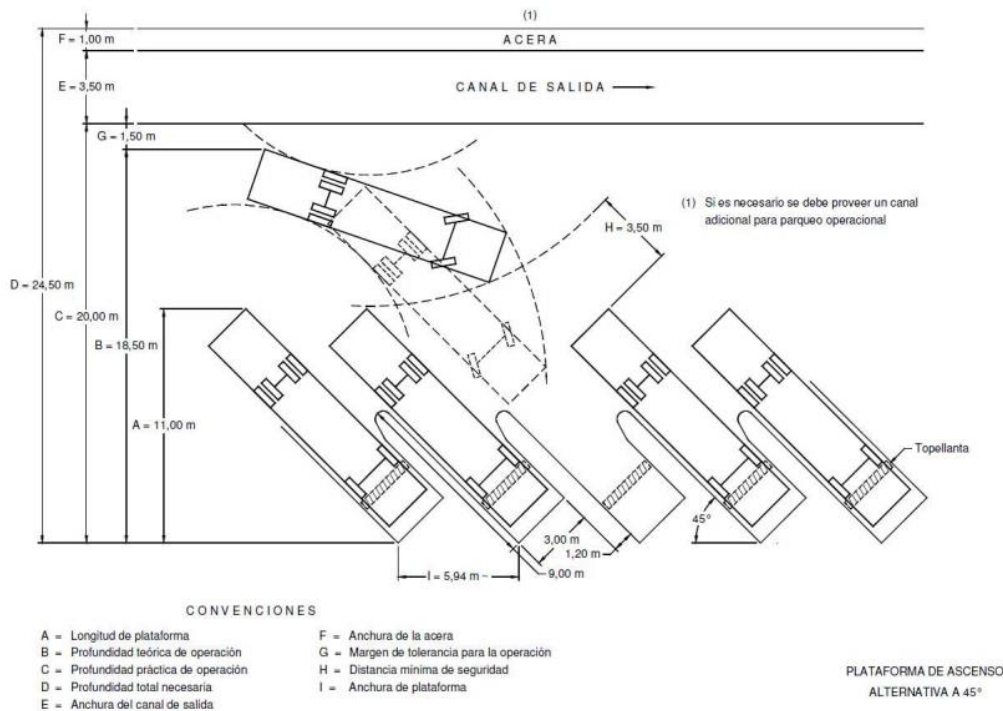 (1)
F = 1,00 m
ACERA
E = 3,50 m
CANAL DE SALIDA
G = 1,50 m
(1) Si es necesario se debe proveer un canal
adicional para parqueo operacional
H = 3,50 m
D = 24,50 m
C = 20,00 m
B = 18,50 m
A = 11,00 m
Topellanta
45°
3,00 m
1,20 m
9,00 m
I = 5,94 m
CONVENCIONES
A = Longitud de plataforma
B = Profundidad teórica de operación
C = Profundidad pràctica de operación
D = Profundidad total necesaria
E = Anchura del canal de salida
F = Anchura de la acera
G = Margen de tolerancia para la operación
H = Distancia mínima de seguridad
I = Anchura de plataforma
PLATAFORMA DE ASCENSO
ALTERNATIVA A 45°